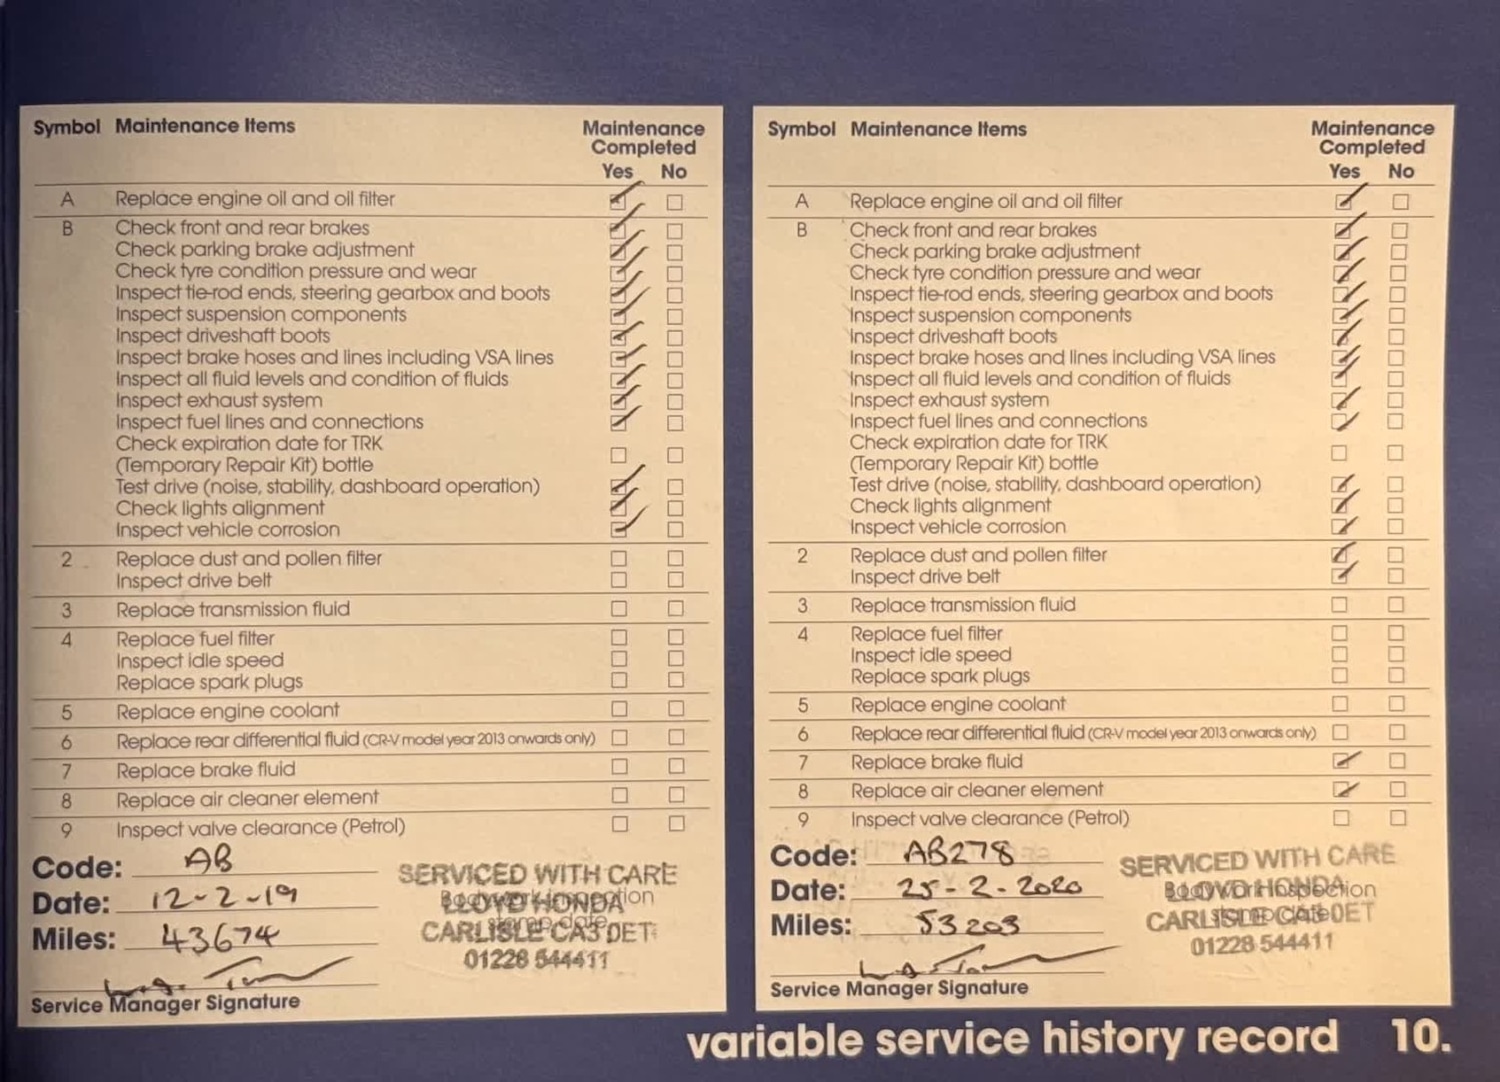 Symbol Maintenance Items Maintenance Completed
Yes No
A Replace engine oil and oil filter
B Check front and rear brakes
Check parking brake adjustment
Check tyre condition pressure and wear
Inspect tie-rod ends, steering gearbox and boots
Inspect suspension components
Inspect driveshaft boots
Inspect brake hoses and lines including VSA lines
Inspect all fluid levels and condition of fluids
Inspect exhaust system
Inspect fuel lines and connections
Check expiration date for TRK
(Temporary Repair Kit) bottle
Test drive (noise, stability, dashboard operation)
Check lights alignment
Inspect vehicle corrosion
2 Replace dust and pollen filter
Inspect drive belt
3 Replace transmission fluid
4 Replace fuel filter
Inspect idle speed
Replace spark plugs
5 Replace engine coolant
6 Replace rear differential fluid (CR-V model year 2013 onwards only)
7 Replace brake fluid
8 Replace air cleaner element
9 Inspect valve clearance (Petrol)
Code: AB
Date: 12-2-19
Miles: 43674
Service Manager Signature
SERVICED WITH CARE
Bodywork inspection
LLOYD HONDA
stamp date
CARLISLE CA3 0ET
01228 544411
Symbol Maintenance Items Maintenance Completed
Yes No
A Replace engine oil and oil filter
B Check front and rear brakes
Check parking brake adjustment
Check tyre condition pressure and wear
Inspect tie-rod ends, steering gearbox and boots
Inspect suspension components
Inspect driveshaft boots
Inspect brake hoses and lines including VSA lines
Inspect all fluid levels and condition of fluids
Inspect exhaust system
Inspect fuel lines and connections
Check expiration date for TRK
(Temporary Repair Kit) bottle
Test drive (noise, stability, dashboard operation)
Check lights alignment
Inspect vehicle corrosion
2 Replace dust and pollen filter
Inspect drive belt
3 Replace transmission fluid
4 Replace fuel filter
Inspect idle speed
Replace spark plugs
5 Replace engine coolant
6 Replace rear differential fluid (CR-V model year 2013 onwards only)
7 Replace brake fluid
8 Replace air cleaner element
9 Inspect valve clearance (Petrol)
Code: AB278
Date: 25-2-2020
Miles: 53203
Service Manager Signature
SERVICED WITH CARE
Bodywork inspection
LLOYD HONDA
stamp date
CARLISLE CA3 0ET
01228 544411
variable service history record 10.